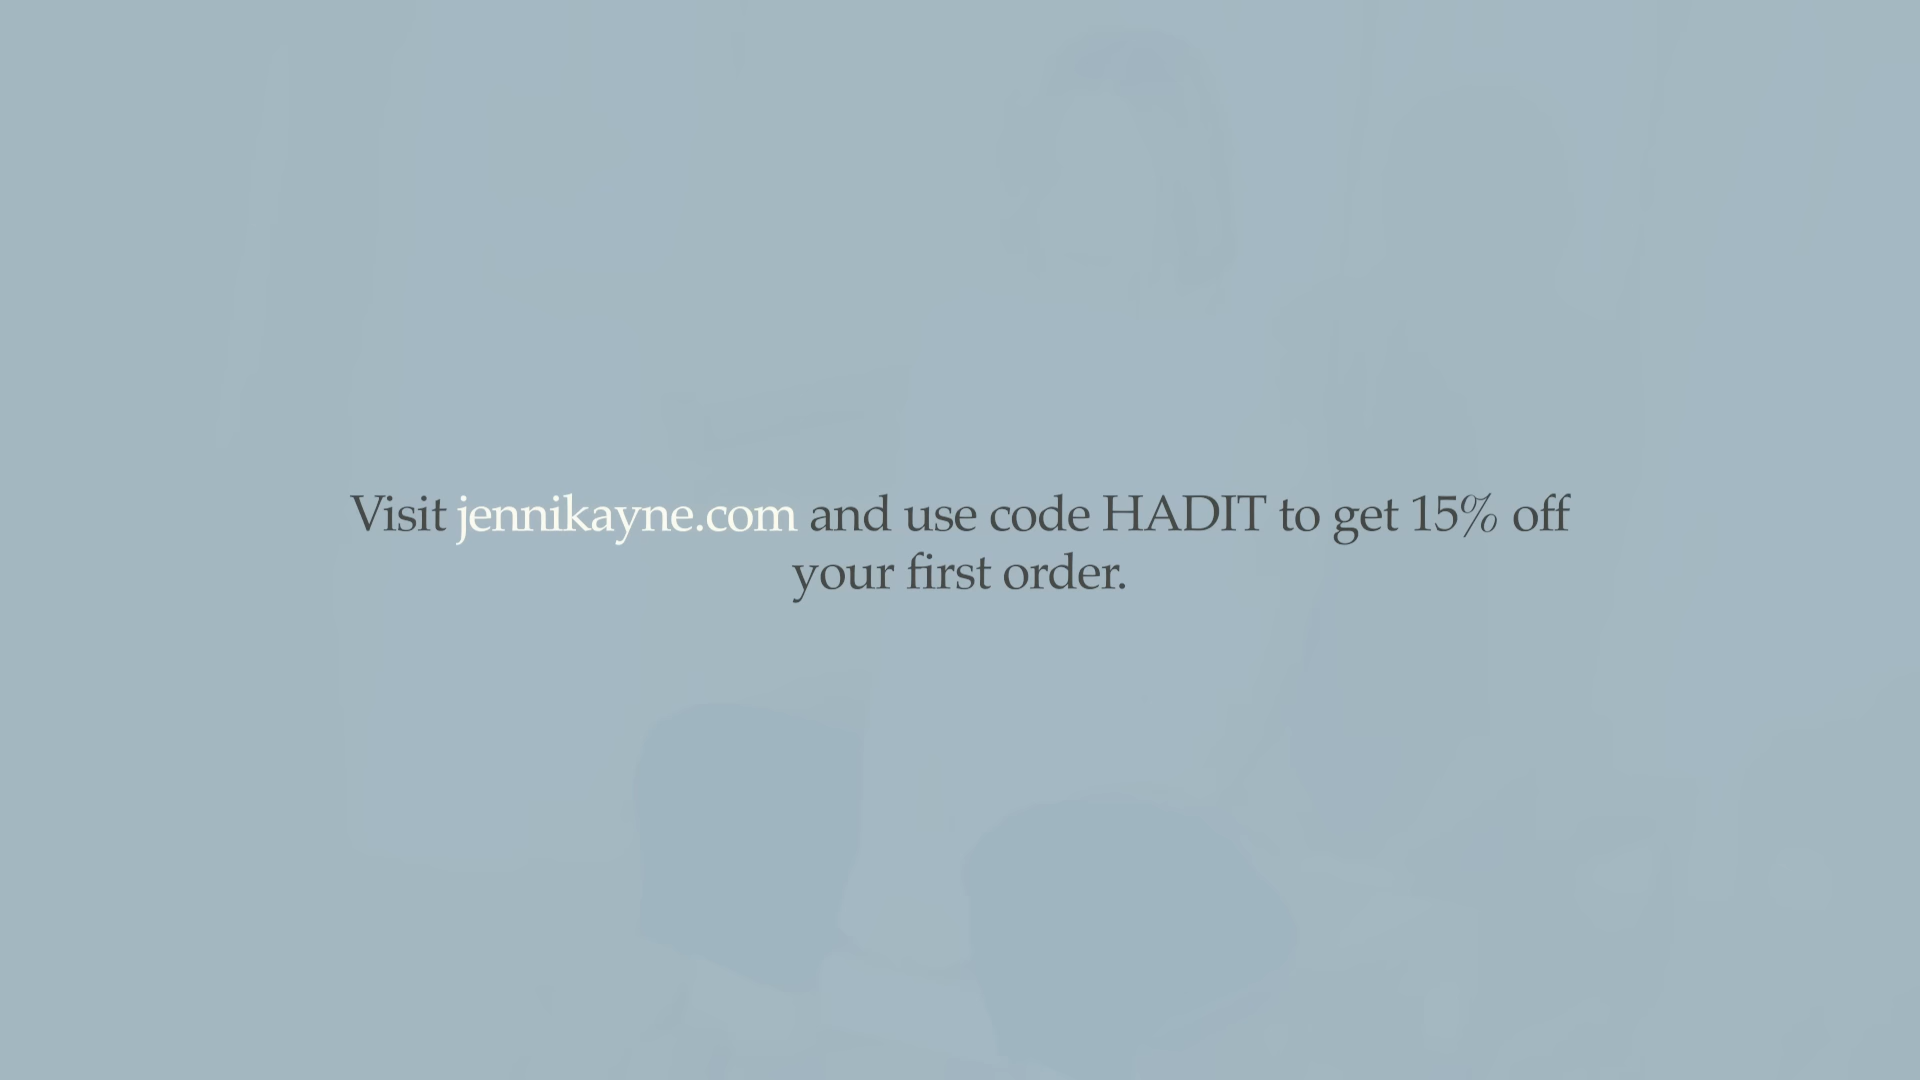 Visit jennikayne.com and use code HADIT to get 15% off
your first order.